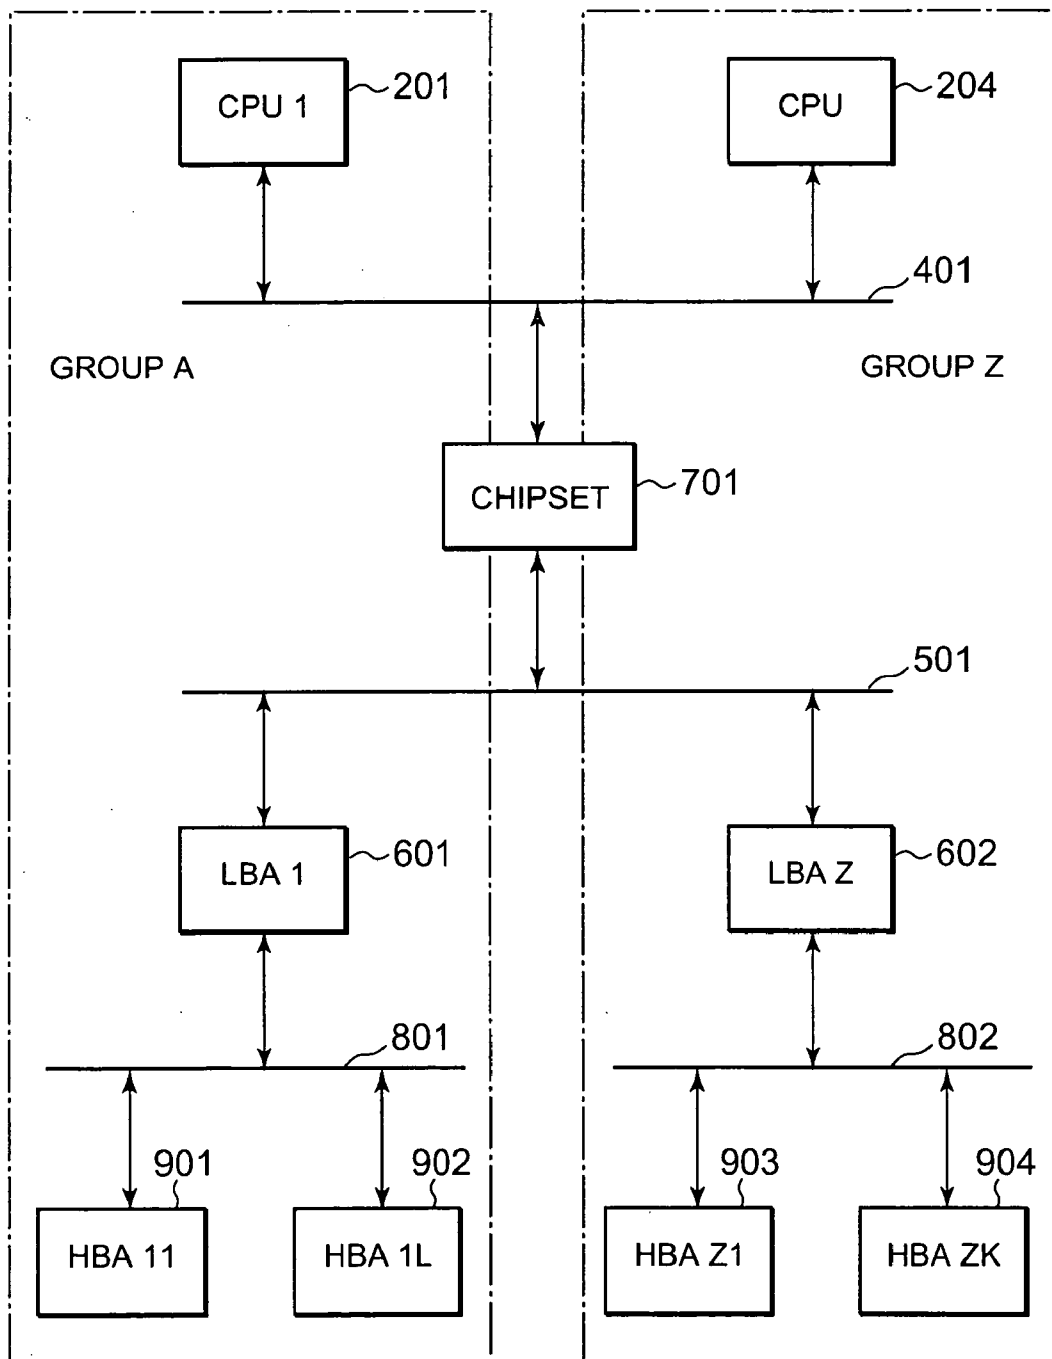 CPU 1
201
CPU
204
401
GROUP A
GROUP Z
CHIPSET
701
501
LBA 1
601
LBA Z
602
801
802
901
902
903
904
HBA 11
HBA 1L
HBA Z1
HBA ZK